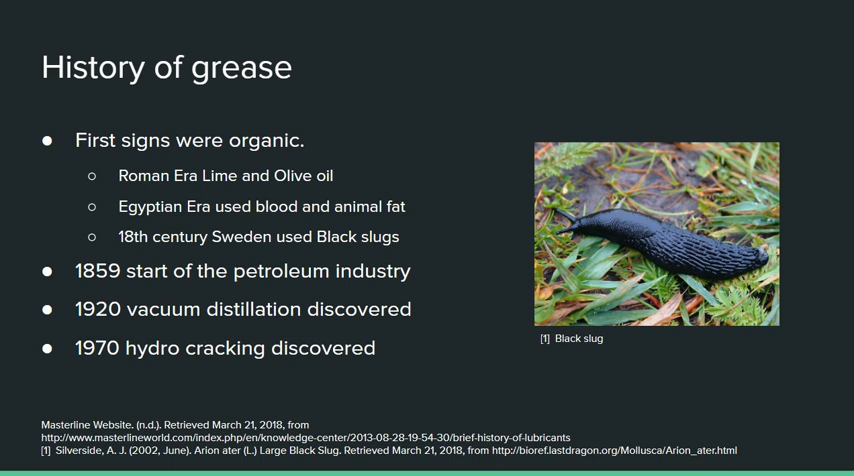 History of grease
● First signs were organic.
○ Roman Era Lime and Olive oil
○ Egyptian Era used blood and animal fat
○ 18th century Sweden used Black slugs
● 1859 start of the petroleum industry
● 1920 vacuum distillation discovered
● 1970 hydro cracking discovered
[1] Black slug
Masterline Website. (n.d.). Retrieved March 21, 2018, from
http://www.masterlineworld.com/index.php/en/knowledge-center/2013-08-28-19-54-30/brief-history-of-lubricants
[1] Silverside, A. J. (2002, June). Arion ater (L.) Large Black Slug. Retrieved March 21, 2018, from http://bioref.lastdragon.org/Mollusca/Arion_ater.html